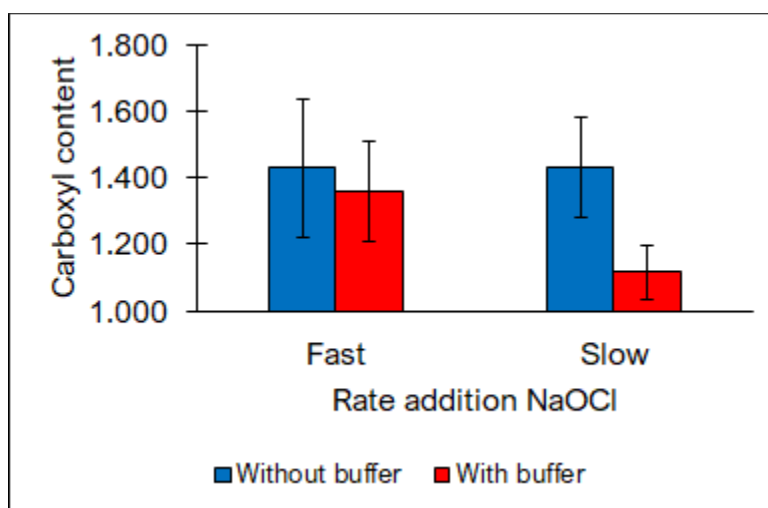 1.800
1.600
1.400
1.200
1.000
Carboxyl content
Fast Slow
Rate addition NaOCl
Without buffer With buffer